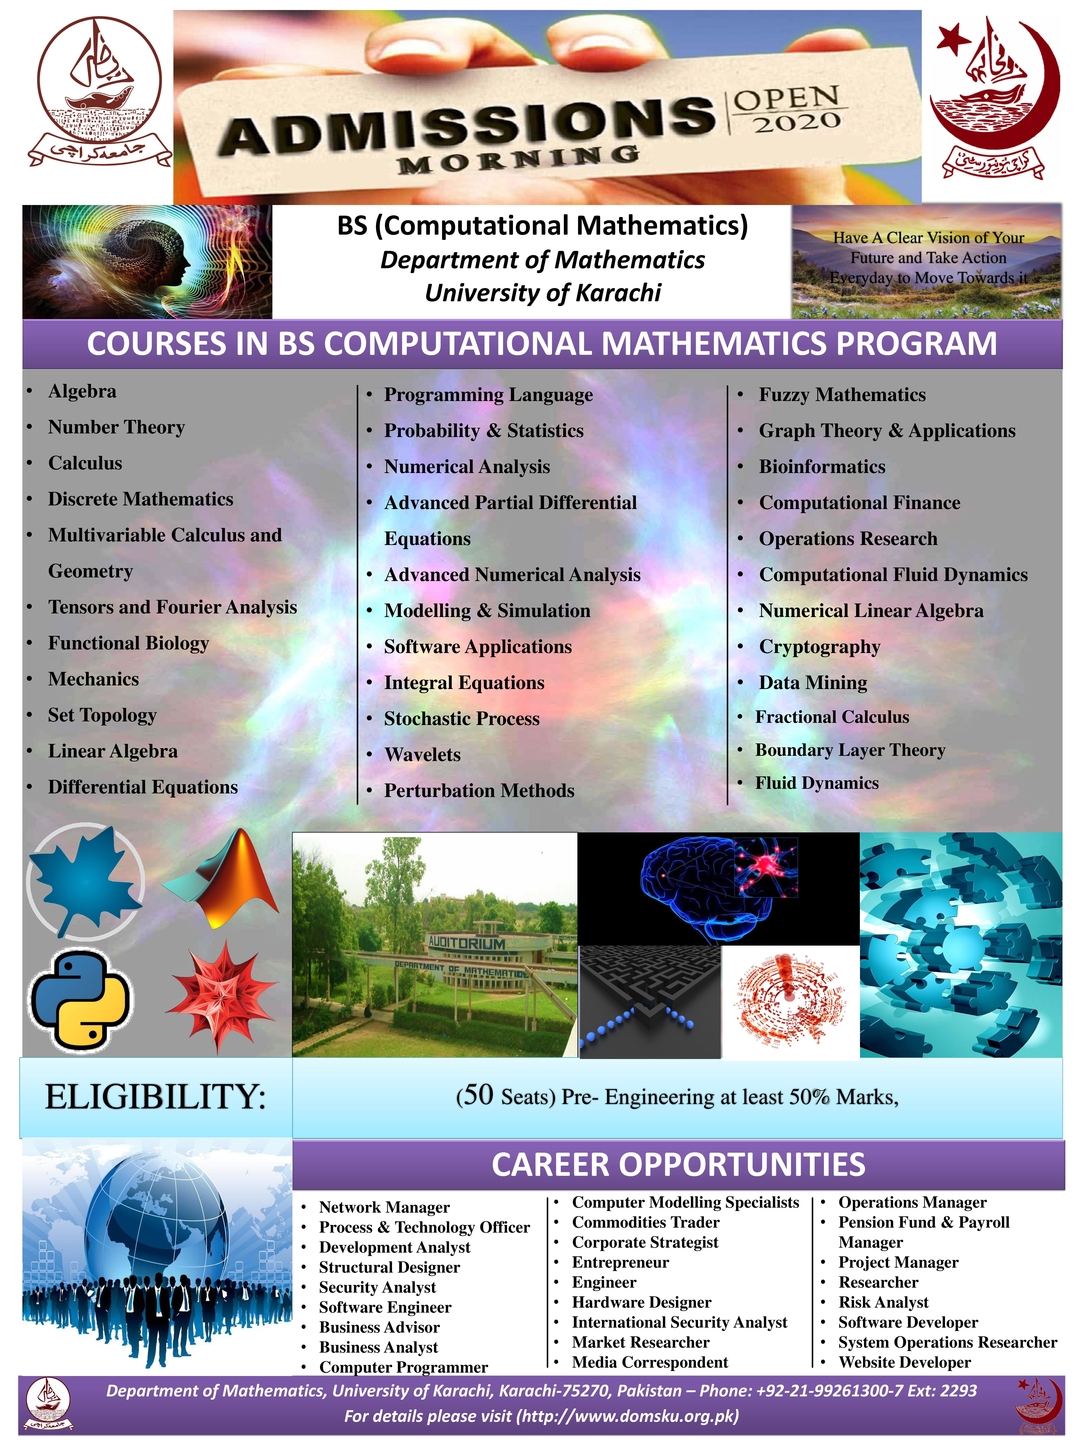 جامعہ کراچی
ADMISSIONS
MORNING
OPEN
2020
کراچی یونیورسٹی
BS (Computational Mathematics)
Department of Mathematics
University of Karachi
Have A Clear Vision of Your
Future and Take Action
Everyday to Move Towards it
COURSES IN BS COMPUTATIONAL MATHEMATICS PROGRAM
• Algebra
• Number Theory
• Calculus
• Discrete Mathematics
• Multivariable Calculus and
Geometry
• Tensors and Fourier Analysis
• Functional Biology
• Mechanics
• Set Topology
• Linear Algebra
• Differential Equations
• Programming Language
• Probability & Statistics
• Numerical Analysis
• Advanced Partial Differential
Equations
• Advanced Numerical Analysis
• Modelling & Simulation
• Software Applications
• Integral Equations
• Stochastic Process
• Wavelets
• Perturbation Methods
• Fuzzy Mathematics
• Graph Theory & Applications
• Bioinformatics
• Computational Finance
• Operations Research
• Computational Fluid Dynamics
• Numerical Linear Algebra
• Cryptography
• Data Mining
• Fractional Calculus
• Boundary Layer Theory
• Fluid Dynamics
AUDITORIUM
DEPARTMENT OF MATHEMATICS
ELIGIBILITY:
(50 Seats) Pre- Engineering at least 50% Marks,
CAREER OPPORTUNITIES
• Network Manager
• Process & Technology Officer
• Development Analyst
• Structural Designer
• Security Analyst
• Software Engineer
• Business Advisor
• Business Analyst
• Computer Programmer
• Computer Modelling Specialists
• Commodities Trader
• Corporate Strategist
• Entrepreneur
• Engineer
• Hardware Designer
• International Security Analyst
• Market Researcher
• Media Correspondent
• Operations Manager
• Pension Fund & Payroll
Manager
• Project Manager
• Researcher
• Risk Analyst
• Software Developer
• System Operations Researcher
• Website Developer
Department of Mathematics, University of Karachi, Karachi-75270, Pakistan – Phone: +92-21-99261300-7 Ext: 2293
For details please visit (http://www.domsku.org.pk)